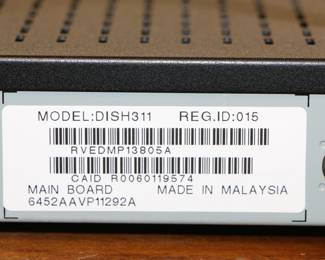 MODEL:DISH311 REG.ID:015
RVEDMP13805A
CAID R0060119574
MAIN BOARD MADE IN MALAYSIA
6452AAVP11292A